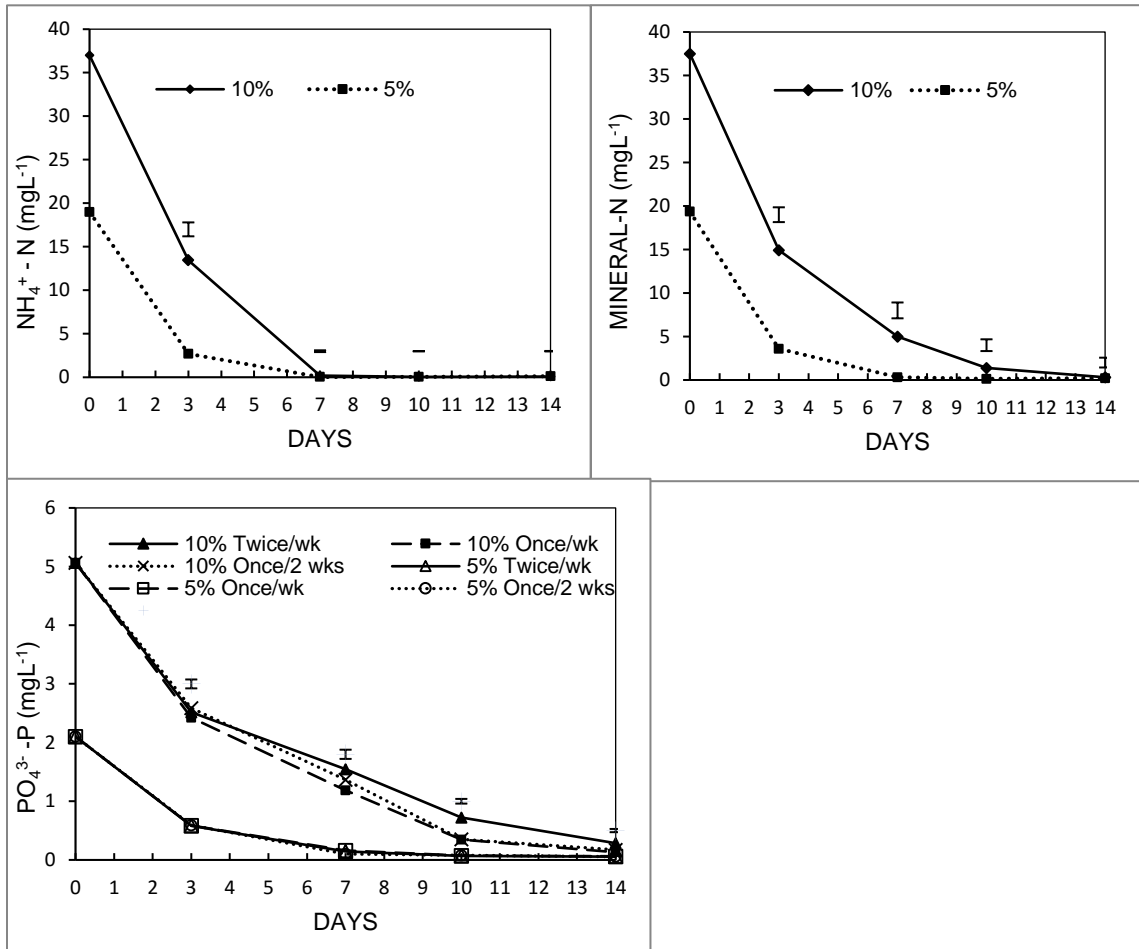 40
35
30
25
20
15
10
5
0
NH₄⁺ - N (mgL⁻¹)
10% 5%
0 1 2 3 4 5 6 7 8 9 10 11 12 13 14
DAYS
40
35
30
25
20
15
10
5
0
MINERAL-N (mgL⁻¹)
10% 5%
0 1 2 3 4 5 6 7 8 9 10 11 12 13 14
DAYS
6
5
4
3
2
1
0
PO₄³⁻ -P (mgL⁻¹)
10% Twice/wk 10% Once/wk
10% Once/2 wks 5% Twice/wk
5% Once/wk 5% Once/2 wks
0 1 2 3 4 5 6 7 8 9 10 11 12 13 14
DAYS